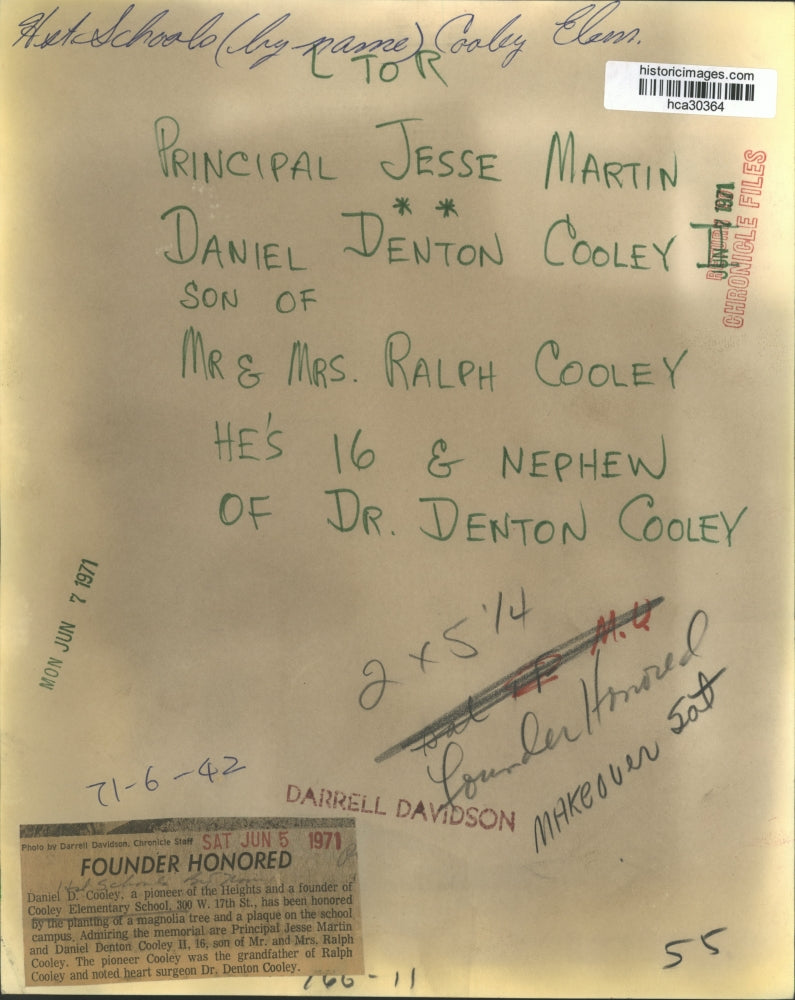 Hst. Schools (by name) Cooley Elem.
L TO R
historicimages.com
hca30364
PRINCIPAL JESSE MARTIN
* *
DANIEL DENTON COOLEY II
JUN 7 1971
CHRONICLE FILES
SON OF
MR & MRS. RALPH COOLEY
HE'S 16 & NEPHEW
OF DR. DENTON COOLEY
MON JUN 7 1971
2 x 5 1/4
M.Q
Sat
Founder Honored
MAKEOVER Sat
71-6-42
DARRELL DAVIDSON
Photo by Darrell Davidson, Chronicle Staff
SAT JUN 5 1971
FOUNDER HONORED
Daniel D. Cooley, a pioneer of the Heights and a founder of
Cooley Elementary School, 300 W. 17th St., has been honored
by the planting of a magnolia tree and a plaque on the school
campus. Admiring the memorial are Principal Jesse Martin
and Daniel Denton Cooley II, 16, son of Mr. and Mrs. Ralph
Cooley. The pioneer Cooley was the grandfather of Ralph
Cooley and noted heart surgeon Dr. Denton Cooley.
55
166-11